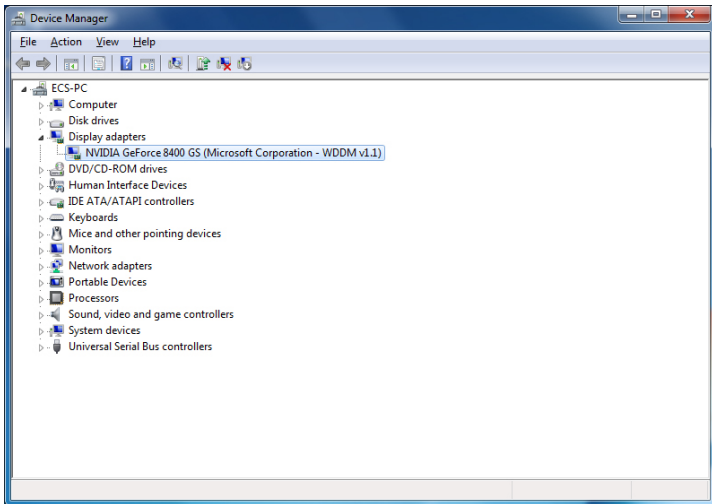 Device Manager
File Action View Help
ECS-PC
Computer
Disk drives
Display adapters
NVIDIA GeForce 8400 GS (Microsoft Corporation - WDDM v1.1)
DVD/CD-ROM drives
Human Interface Devices
IDE ATA/ATAPI controllers
Keyboards
Mice and other pointing devices
Monitors
Network adapters
Portable Devices
Processors
Sound, video and game controllers
System devices
Universal Serial Bus controllers